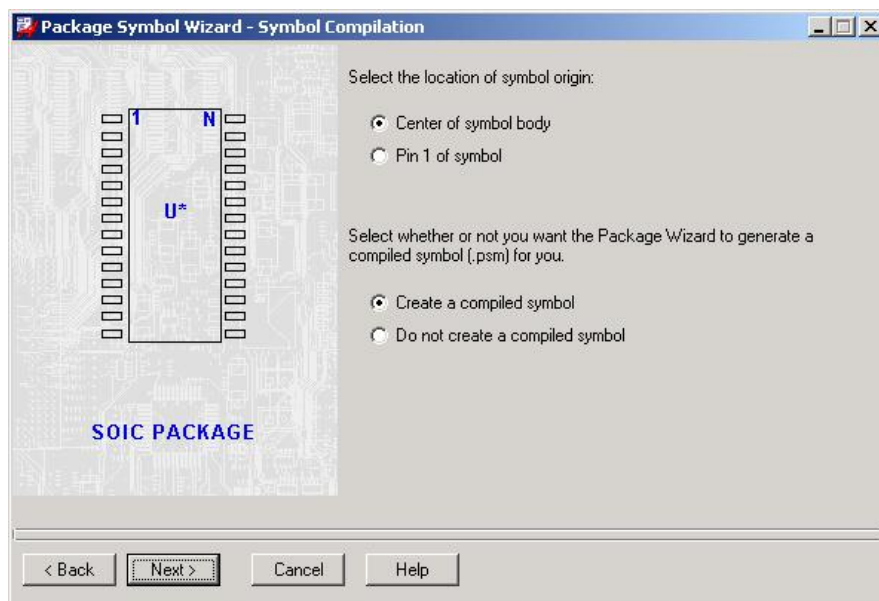 Package Symbol Wizard - Symbol Compilation
Select the location of symbol origin:
Center of symbol body
Pin 1 of symbol
1 N
U*
SOIC PACKAGE
Select whether or not you want the Package Wizard to generate a
compiled symbol (.psm) for you.
Create a compiled symbol
Do not create a compiled symbol
< Back Next > Cancel Help